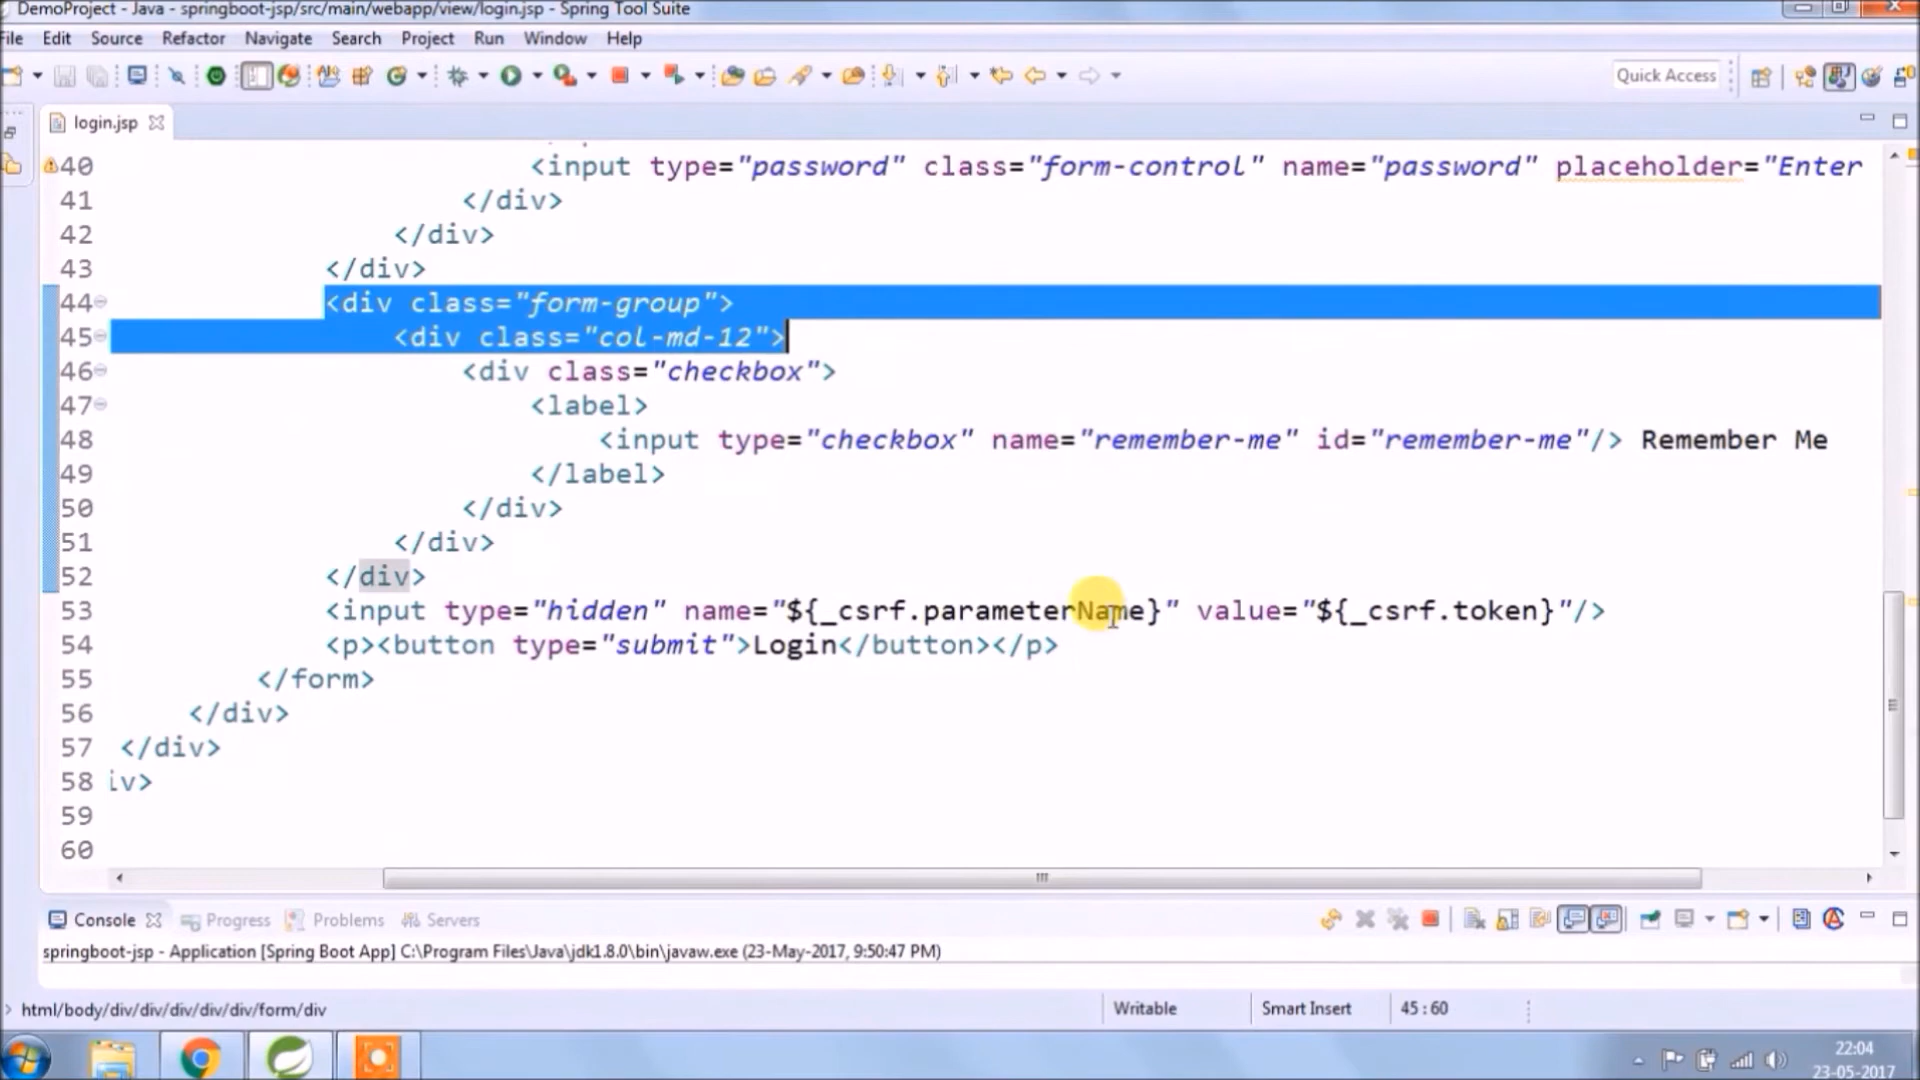 DemoProject - Java - springboot-jsp/src/main/webapp/view/login.jsp - Spring Tool Suite
File Edit Source Refactor Navigate Search Project Run Window Help
Quick Access
login.jsp
40 <input type="password" class="form-control" name="password" placeholder="Enter
41 </div>
42 </div>
43 </div>
44 <div class="form-group">
45 <div class="col-md-12">
46 <div class="checkbox">
47 <label>
48 <input type="checkbox" name="remember-me" id="remember-me"/> Remember Me
49 </label>
50 </div>
51 </div>
52 </div>
53 <input type="hidden" name="${_csrf.parameterName}" value="${_csrf.token}"/>
54 <p><button type="submit">Login</button></p>
55 </form>
56 </div>
57 </div>
58 iv>
59
60
Console Progress Problems Servers
springboot-jsp - Application [Spring Boot App] C:\Program Files\Java\jdk1.8.0\bin\javaw.exe (23-May-2017, 9:50:47 PM)
html/body/div/div/div/div/div/form/div Writable Smart Insert 45 : 60
22:04
23-05-2017